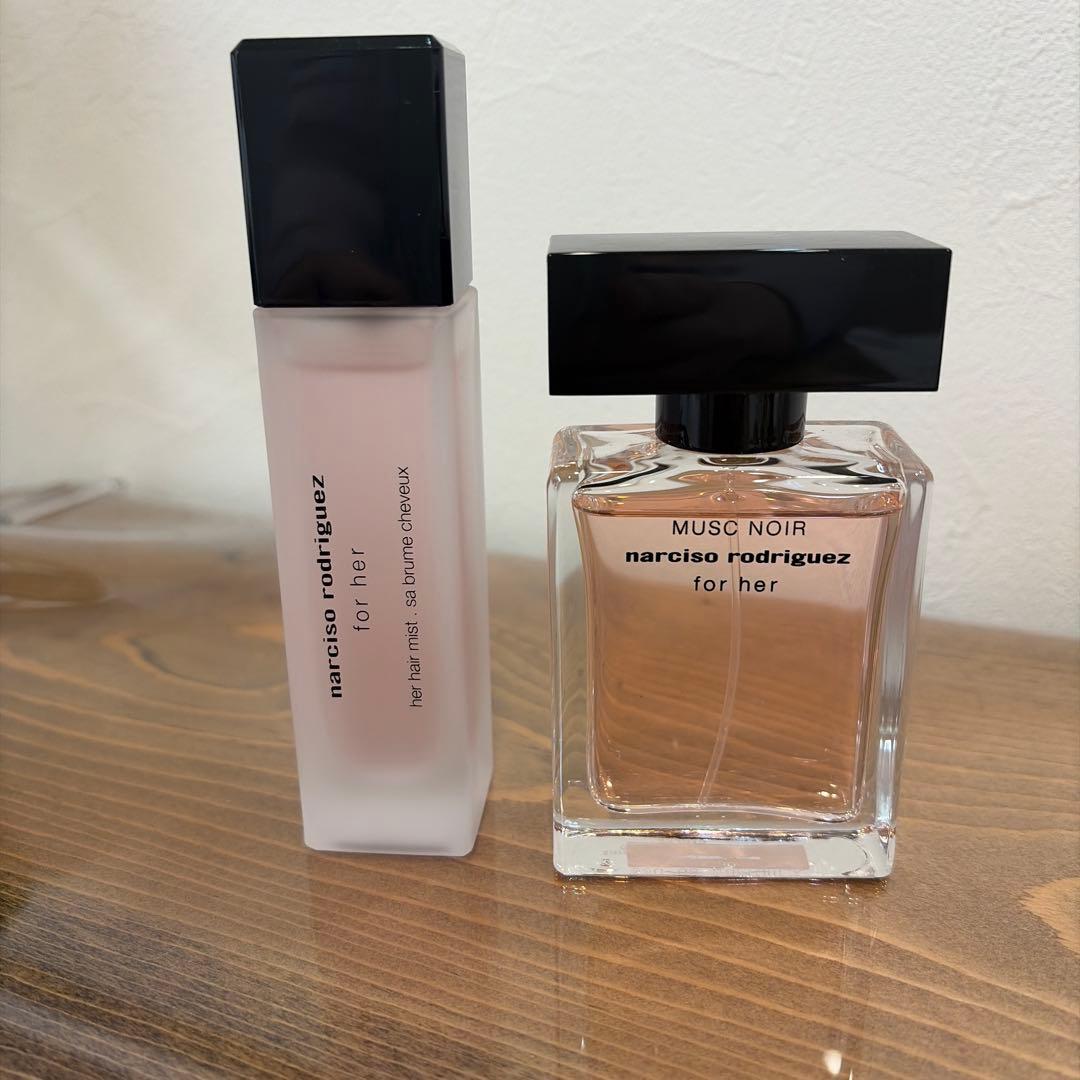 narciso rodriguez
for her
her hair mist . sa brume cheveux
MUSC NOIR
narciso rodriguez
for her